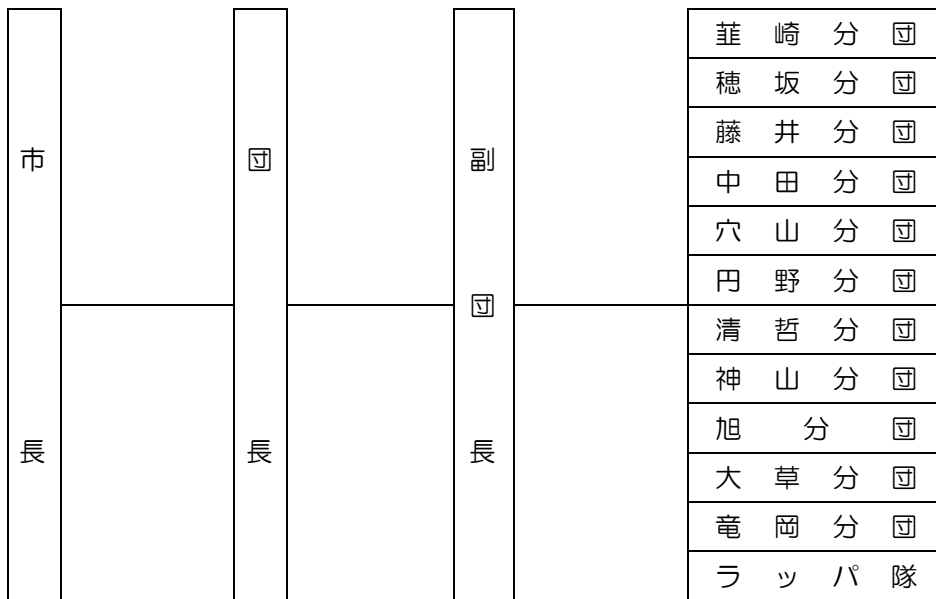 市長
団長
副団長
韮崎分団
穂坂分団
藤井分団
中田分団
穴山分団
円野分団
清哲分団
神山分団
旭分団
大草分団
竜岡分団
ラッパ隊